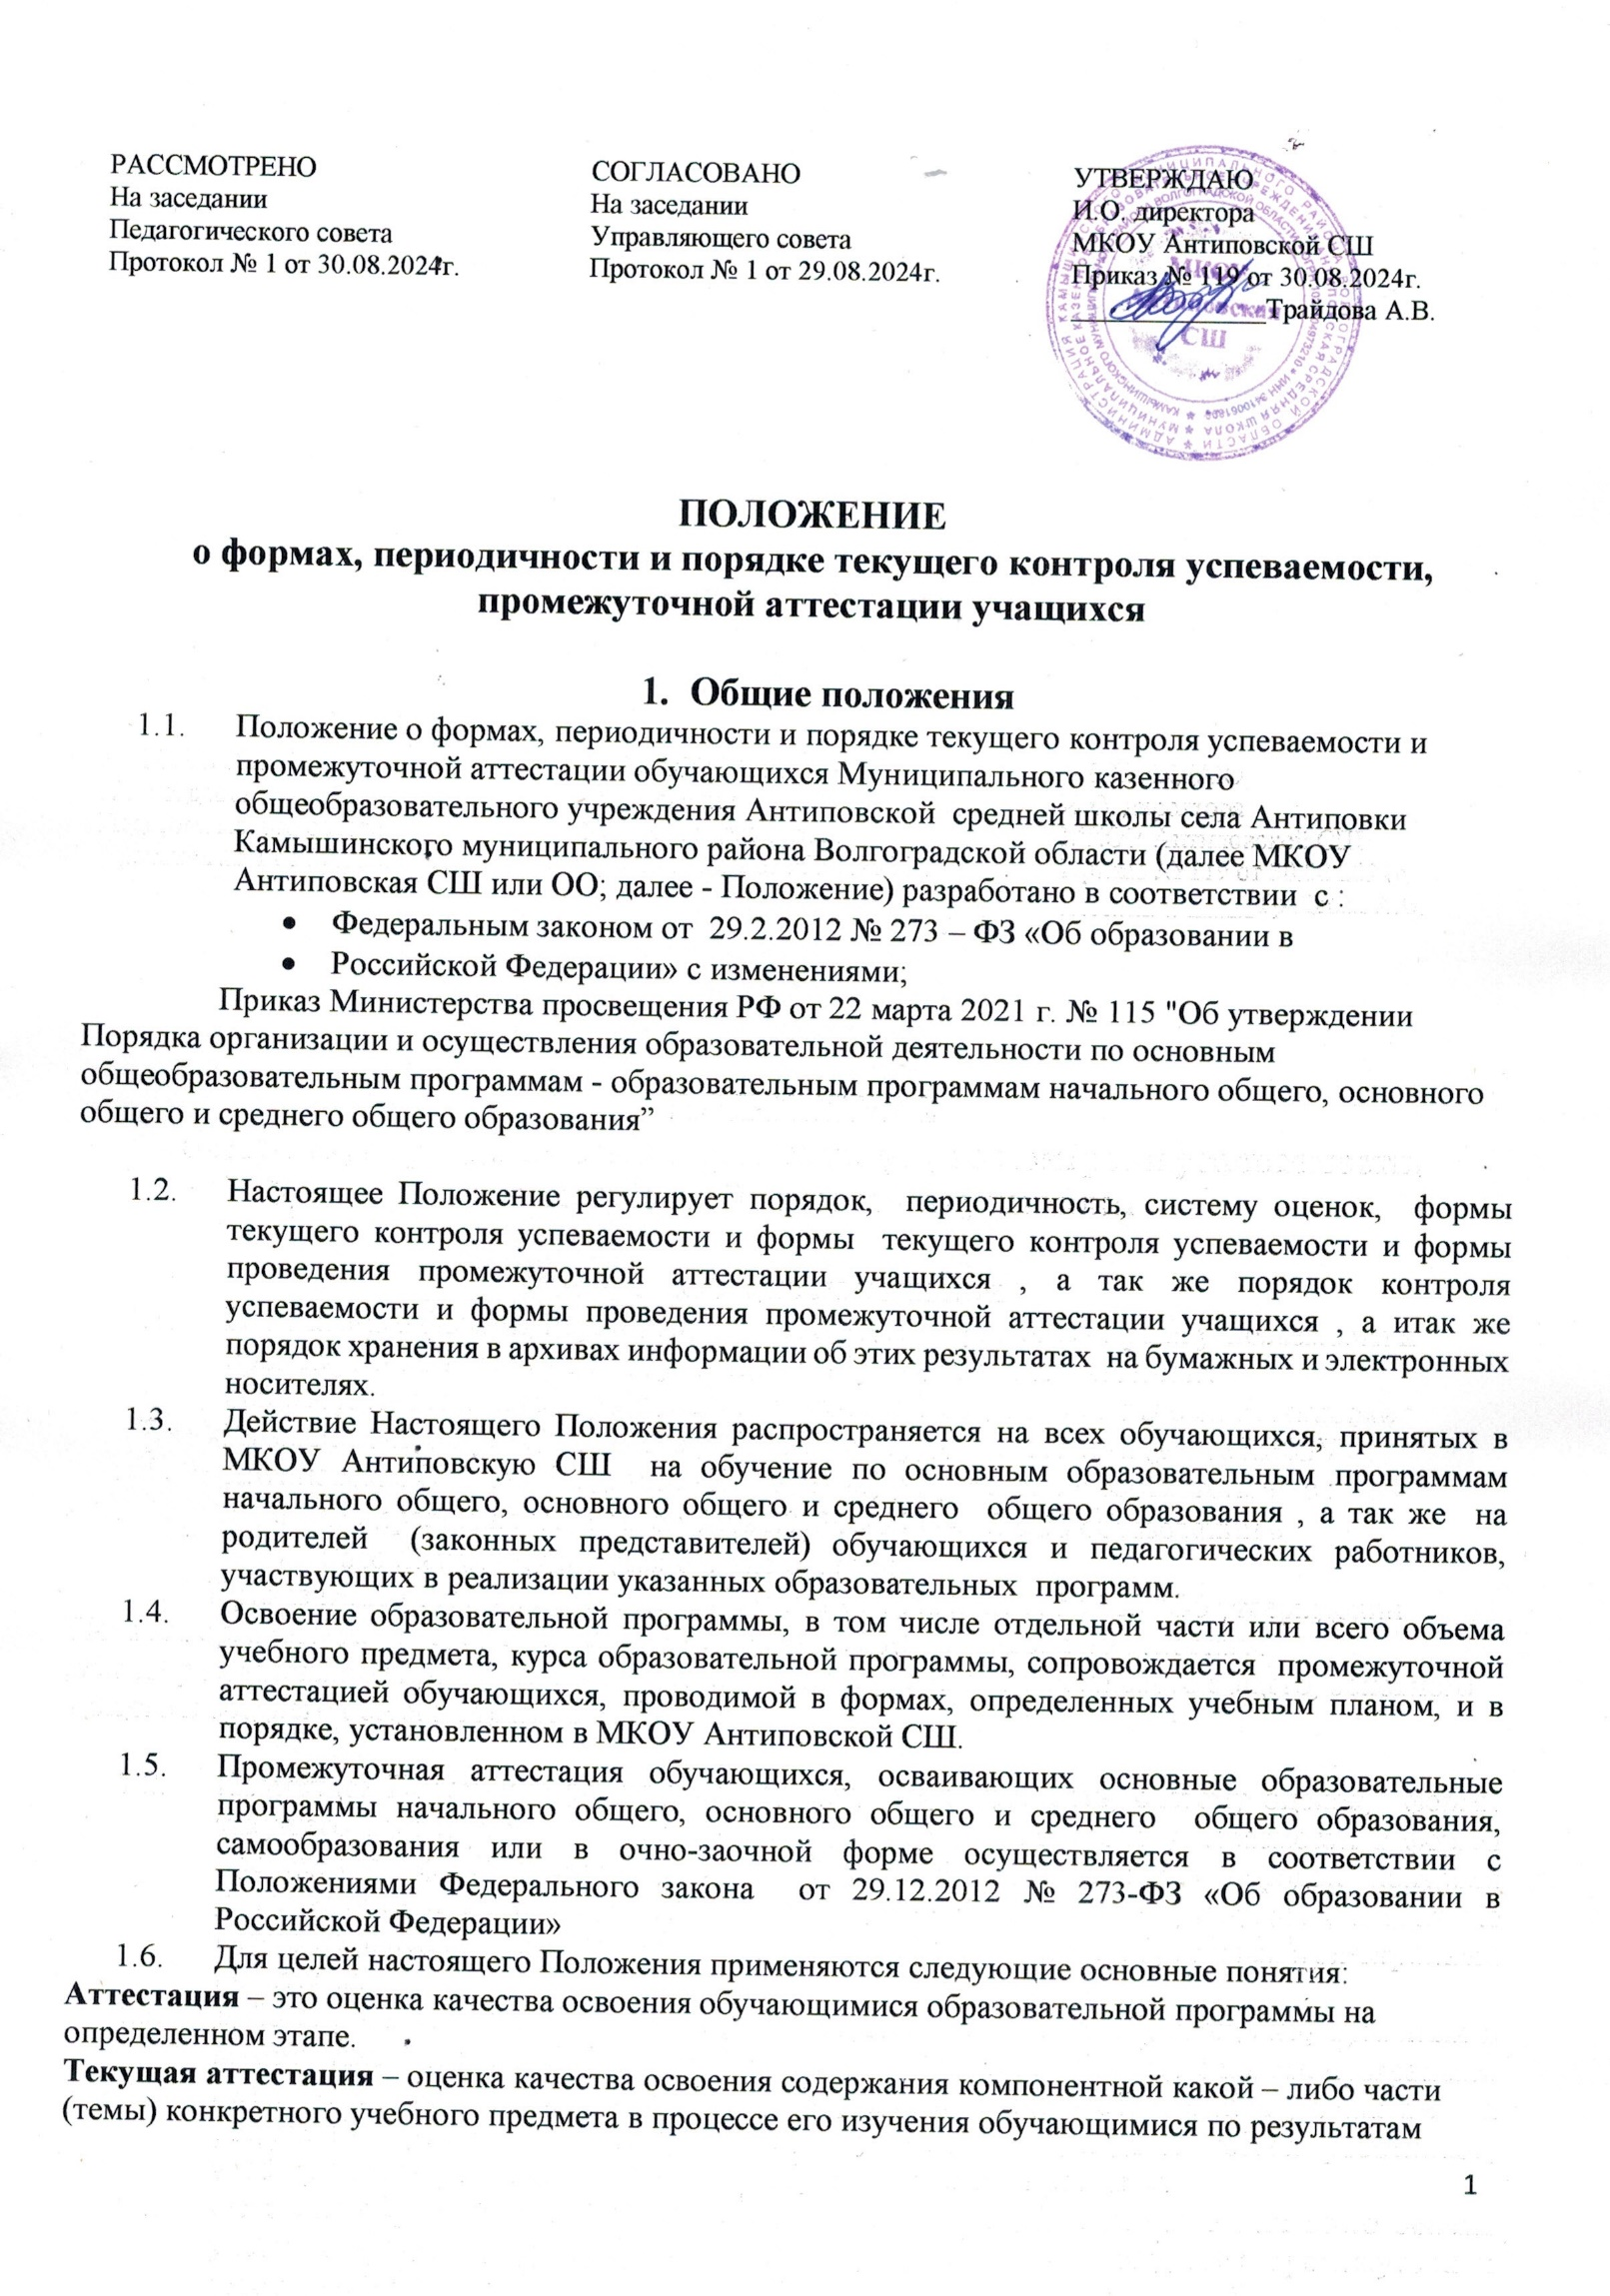 РАССМОТРЕНО
На заседании
Педагогического совета
Протокол № 1 от 30.08.2024г.
СОГЛАСОВАНО
На заседании
Управляющего совета
Протокол № 1 от 29.08.2024г.
УТВЕРЖДАЮ
И.О. директора
МКОУ Антиповской СШ
Приказ № 119 от 30.08.2024г.
Трайдова А.В.
МКОУ
СШ
ПОЛОЖЕНИЕ
о формах, периодичности и порядке текущего контроля успеваемости,
промежуточной аттестации учащихся
1. Общие положения
1.1. Положение о формах, периодичности и порядке текущего контроля успеваемости и
промежуточной аттестации обучающихся Муниципального казенного
общеобразовательного учреждения Антиповской средней школы села Антиповки
Камышинского муниципального района Волгоградской области (далее МКОУ
Антиповская СШ или ОО; далее - Положение) разработано в соответствии с :
• Федеральным законом от 29.2.2012 № 273 – ФЗ «Об образовании в
• Российской Федерации» с изменениями;
Приказ Министерства просвещения РФ от 22 марта 2021 г. № 115 "Об утверждении
Порядка организации и осуществления образовательной деятельности по основным
общеобразовательным программам - образовательным программам начального общего, основного
общего и среднего общего образования”
1.2. Настоящее Положение регулирует порядок, периодичность, систему оценок, формы
текущего контроля успеваемости и формы текущего контроля успеваемости и формы
проведения промежуточной аттестации учащихся , а так же порядок контроля
успеваемости и формы проведения промежуточной аттестации учащихся , а итак же
порядок хранения в архивах информации об этих результатах на бумажных и электронных
носителях.
1.3. Действие Настоящего Положения распространяется на всех обучающихся, принятых в
МКОУ Антиповскую СШ на обучение по основным образовательным программам
начального общего, основного общего и среднего общего образования , а так же на
родителей (законных представителей) обучающихся и педагогических работников,
участвующих в реализации указанных образовательных программ.
1.4. Освоение образовательной программы, в том числе отдельной части или всего объема
учебного предмета, курса образовательной программы, сопровождается промежуточной
аттестацией обучающихся, проводимой в формах, определенных учебным планом, и в
порядке, установленном в МКОУ Антиповской СШ.
1.5. Промежуточная аттестация обучающихся, осваивающих основные образовательные
программы начального общего, основного общего и среднего общего образования,
самообразования или в очно-заочной форме осуществляется в соответствии с
Положениями Федерального закона от 29.12.2012 № 273-ФЗ «Об образовании в
Российской Федерации»
1.6. Для целей настоящего Положения применяются следующие основные понятия:
Аттестация – это оценка качества освоения обучающимися образовательной программы на
определенном этапе.
Текущая аттестация – оценка качества освоения содержания компонентной какой – либо части
(темы) конкретного учебного предмета в процессе его изучения обучающимися по результатам
1